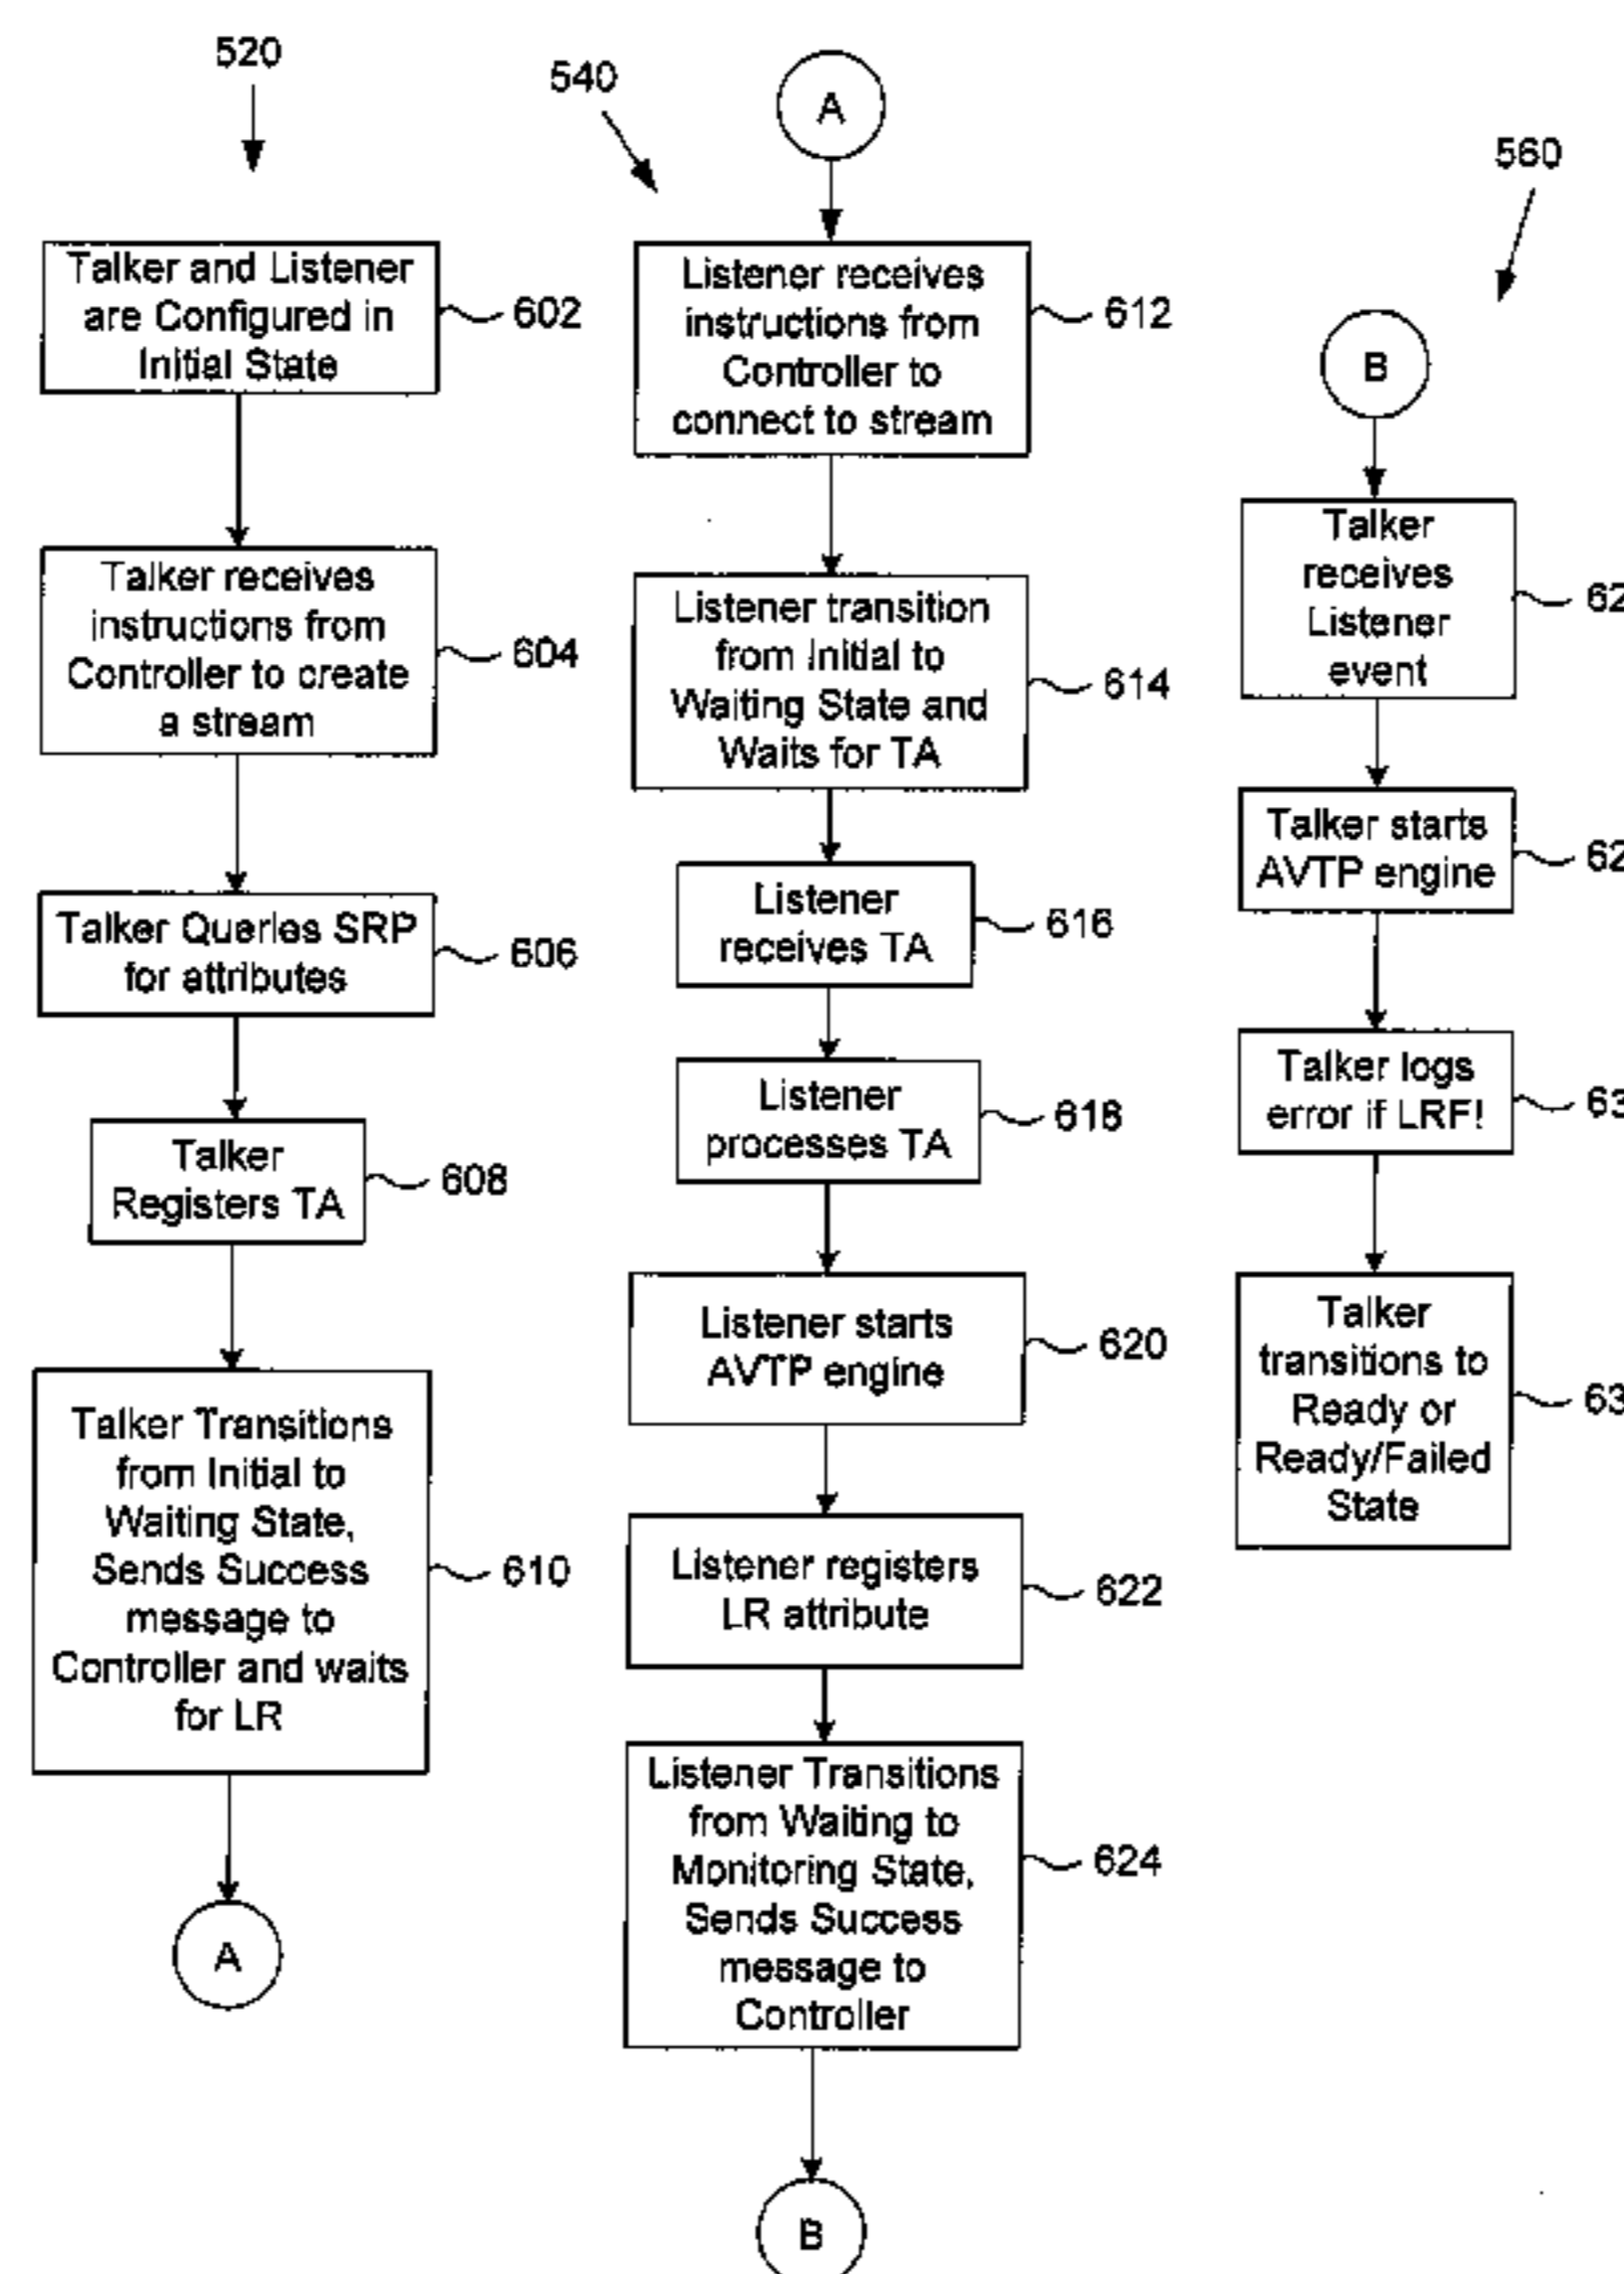 520
Talker and Listener
are Configured in
Initial State
602
Talker receives
instructions from
Controller to create
a stream
604
Talker Queries SRP
for attributes
606
Talker
Registers TA
608
Talker Transitions
from Initial to
Waiting State,
Sends Success
message to
Controller and waits
for LR
610
A
540
A
Listener receives
instructions from
Controller to
connect to stream
612
Listener transition
from Initial to
Waiting State and
Waits for TA
614
Listener
receives TA
616
Listener
processes TA
618
Listener starts
AVTP engine
620
Listener registers
LR attribute
622
Listener Transitions
from Waiting to
Monitoring State,
Sends Success
message to
Controller
624
B
560
B
Talker
receives
Listener
event
62
Talker starts
AVTP engine
62
Talker logs
error if LRF!
63
Talker
transitions to
Ready or
Ready/Failed
State
63